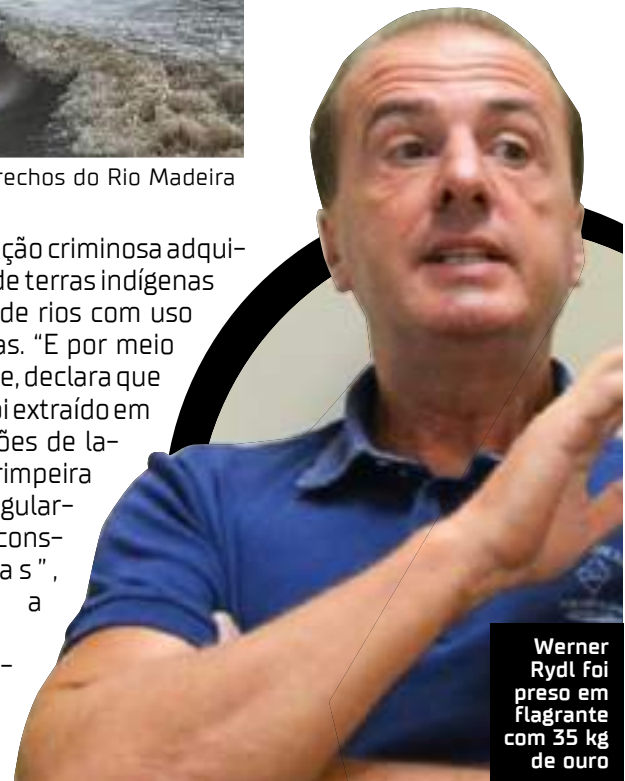 rechos do Rio Madeira
ção criminosa adqui-
de terras indígenas
de rios com uso
as. “E por meio
e, declara que
oi extraído em
ões de la-
rimpeira
gular-
cons-
as”,
a
-
Werner
Rydl foi
preso em
flagrante
com 35 kg
de ouro